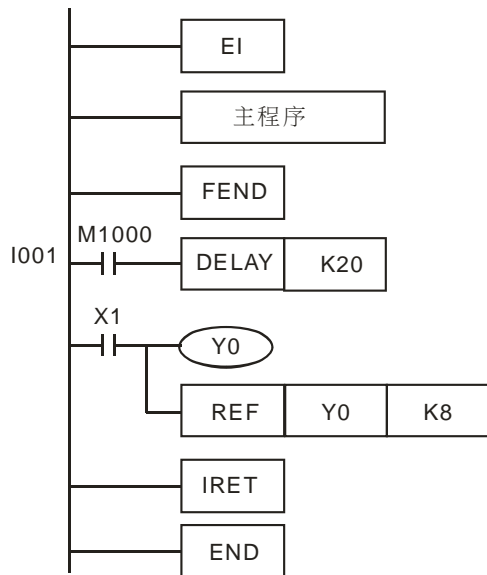 EI
主程序
FEND
M1000
I001 DELAY K20
X1
Y0
REF Y0 K8
IRET
END